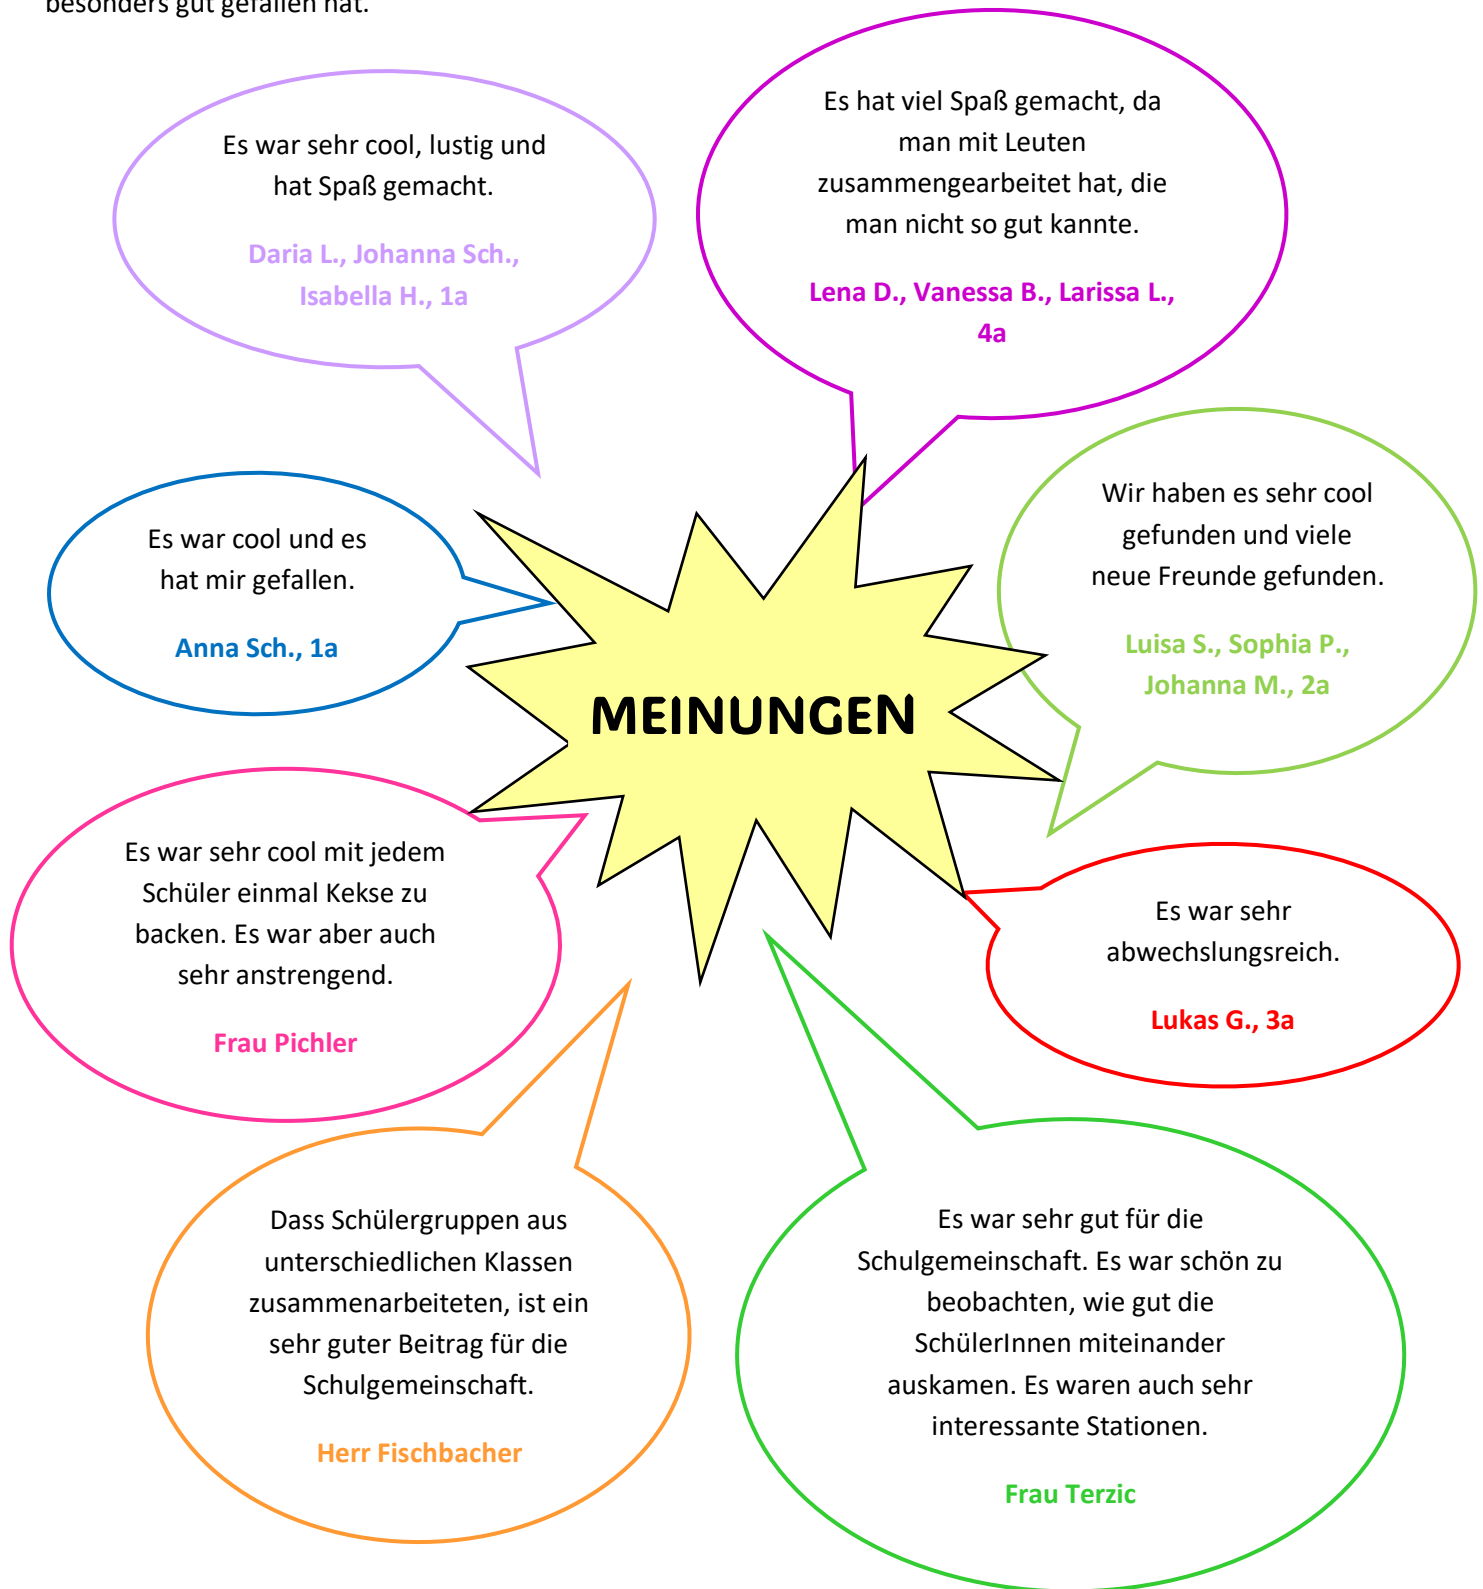 besonders gut gefallen hat.
Es war sehr cool, lustig und
hat Spaß gemacht.
Daria L., Johanna Sch.,
Isabella H., 1a
Es hat viel Spaß gemacht, da
man mit Leuten
zusammengearbeitet hat, die
man nicht so gut kannte.
Lena D., Vanessa B., Larissa L.,
4a
Es war cool und es
hat mir gefallen.
Anna Sch., 1a
Wir haben es sehr cool
gefunden und viele
neue Freunde gefunden.
Luisa S., Sophia P.,
Johanna M., 2a
MEINUNGEN
Es war sehr cool mit jedem
Schüler einmal Kekse zu
backen. Es war aber auch
sehr anstrengend.
Frau Pichler
Es war sehr
abwechslungsreich.
Lukas G., 3a
Dass Schülergruppen aus
unterschiedlichen Klassen
zusammenarbeiteten, ist ein
sehr guter Beitrag für die
Schulgemeinschaft.
Herr Fischbacher
Es war sehr gut für die
Schulgemeinschaft. Es war schön zu
beobachten, wie gut die
SchülerInnen miteinander
auskamen. Es waren auch sehr
interessante Stationen.
Frau Terzic